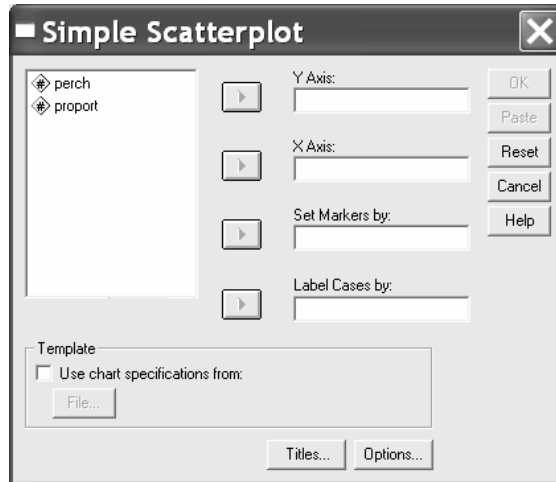 Simple Scatterplot
perch
proport
Y Axis:
X Axis:
Set Markers by:
Label Cases by:
OK
Paste
Reset
Cancel
Help
Template
Use chart specifications from:
File...
Titles...
Options...